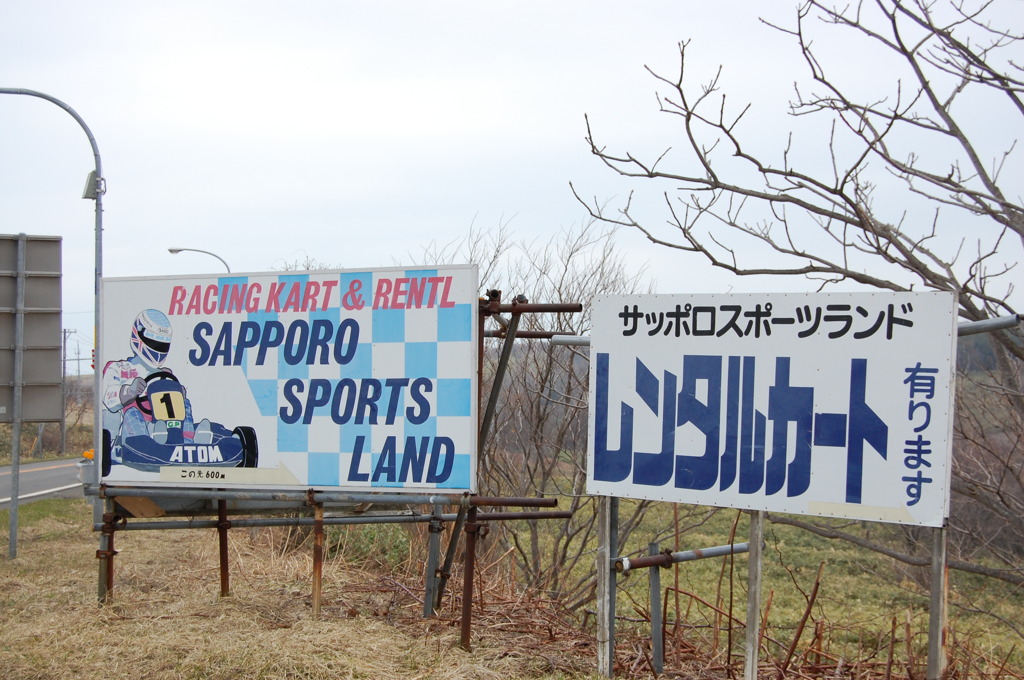 RACING KART & RENTL
SAPPORO
SPORTS
LAND
1
GP
ATOM
この先600m
サッポロスポーツランド
レンタルカート
有ります